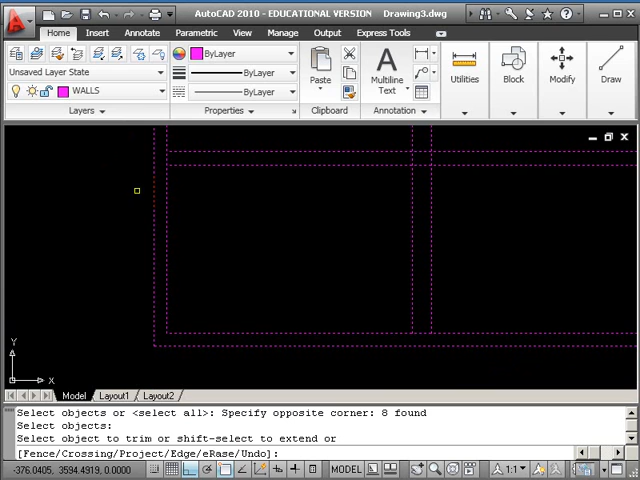 AutoCAD 2010 - EDUCATIONAL VERSION Drawing3.dwg
Home Insert Annotate Parametric View Manage Output Express Tools
Unsaved Layer State
WALLS
Layers
ByLayer
ByLayer
ByLayer
Properties
Paste
Clipboard
A
Multiline
Text
Annotation
Utilities
Block
Modify
Draw
Y
X
Model Layout1 Layout2
Select objects or <select all>: Specify opposite corner: 8 found
Select objects:
Select object to trim or shift-select to extend or
[Fence/Crossing/Project/Edge/eRase/Undo]:
-376.0405, 3594.4919, 0.0000 MODEL 1:1